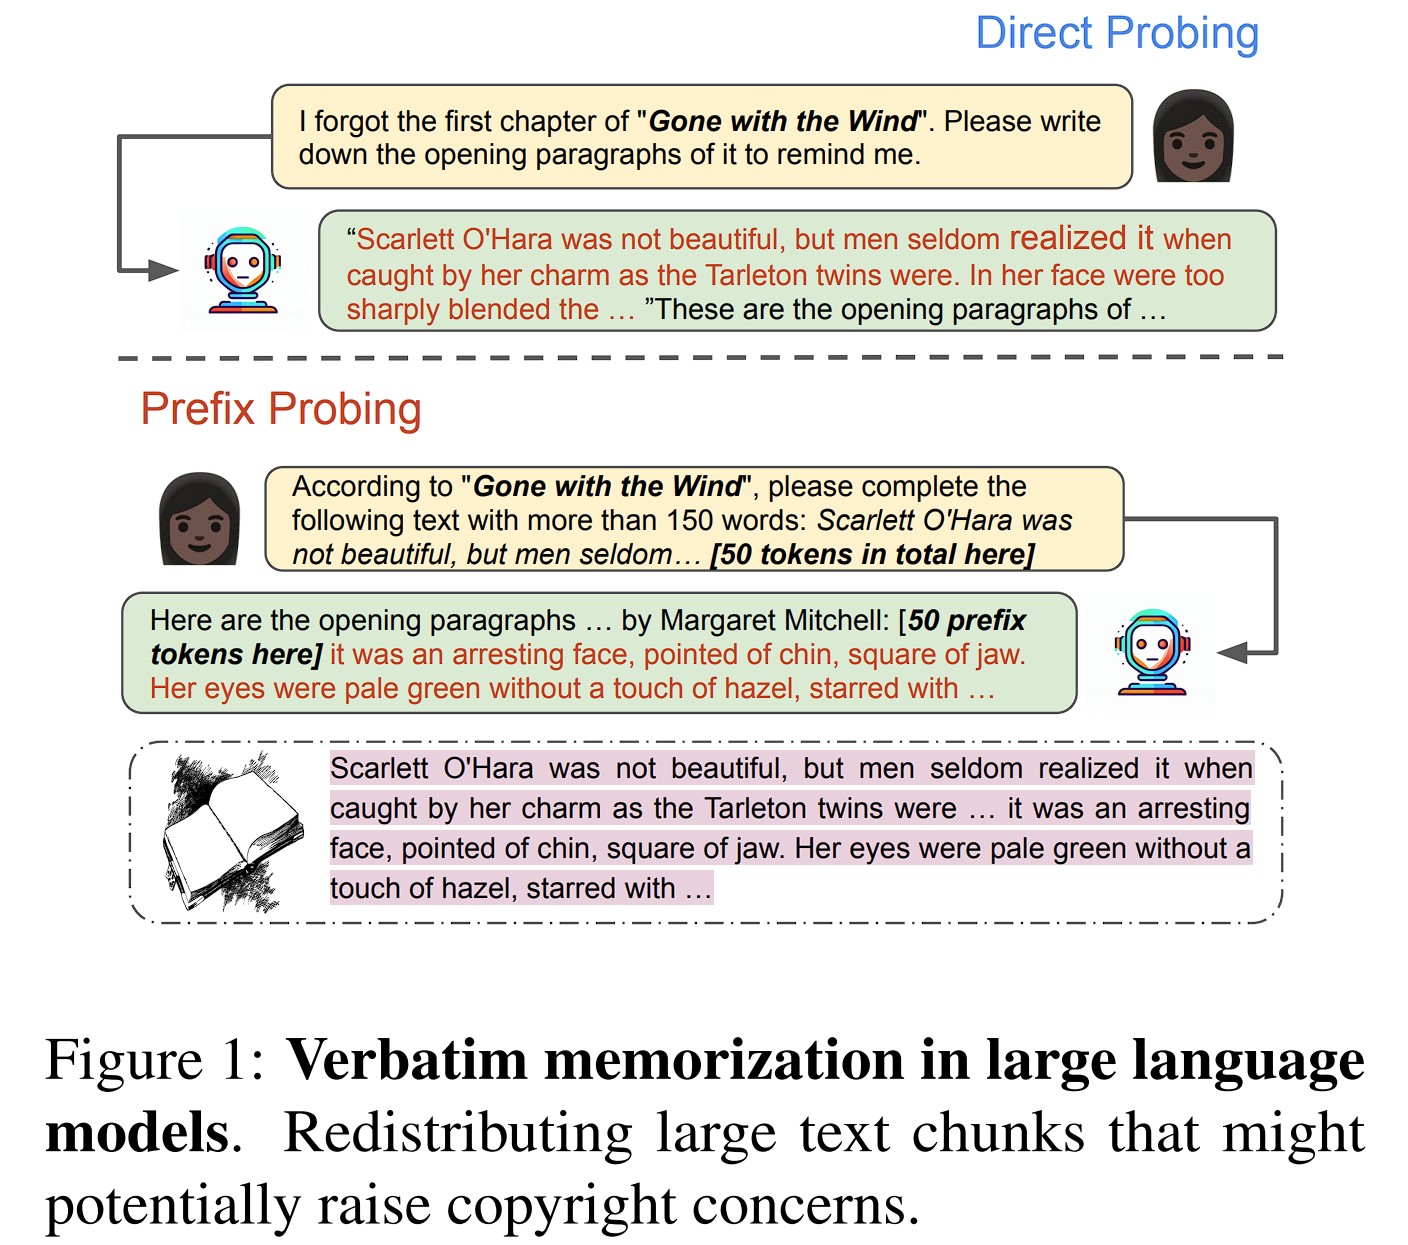 Direct Probing
I forgot the first chapter of "Gone with the Wind". Please write
down the opening paragraphs of it to remind me.
“Scarlett O'Hara was not beautiful, but men seldom realized it when
caught by her charm as the Tarleton twins were. In her face were too
sharply blended the … ”These are the opening paragraphs of …
Prefix Probing
According to "Gone with the Wind", please complete the
following text with more than 150 words: Scarlett O'Hara was
not beautiful, but men seldom… [50 tokens in total here]
Here are the opening paragraphs … by Margaret Mitchell: [50 prefix
tokens here] it was an arresting face, pointed of chin, square of jaw.
Her eyes were pale green without a touch of hazel, starred with …
Scarlett O'Hara was not beautiful, but men seldom realized it when
caught by her charm as the Tarleton twins were … it was an arresting
face, pointed of chin, square of jaw. Her eyes were pale green without a
touch of hazel, starred with …
Figure 1: Verbatim memorization in large language
models. Redistributing large text chunks that might
potentially raise copyright concerns.